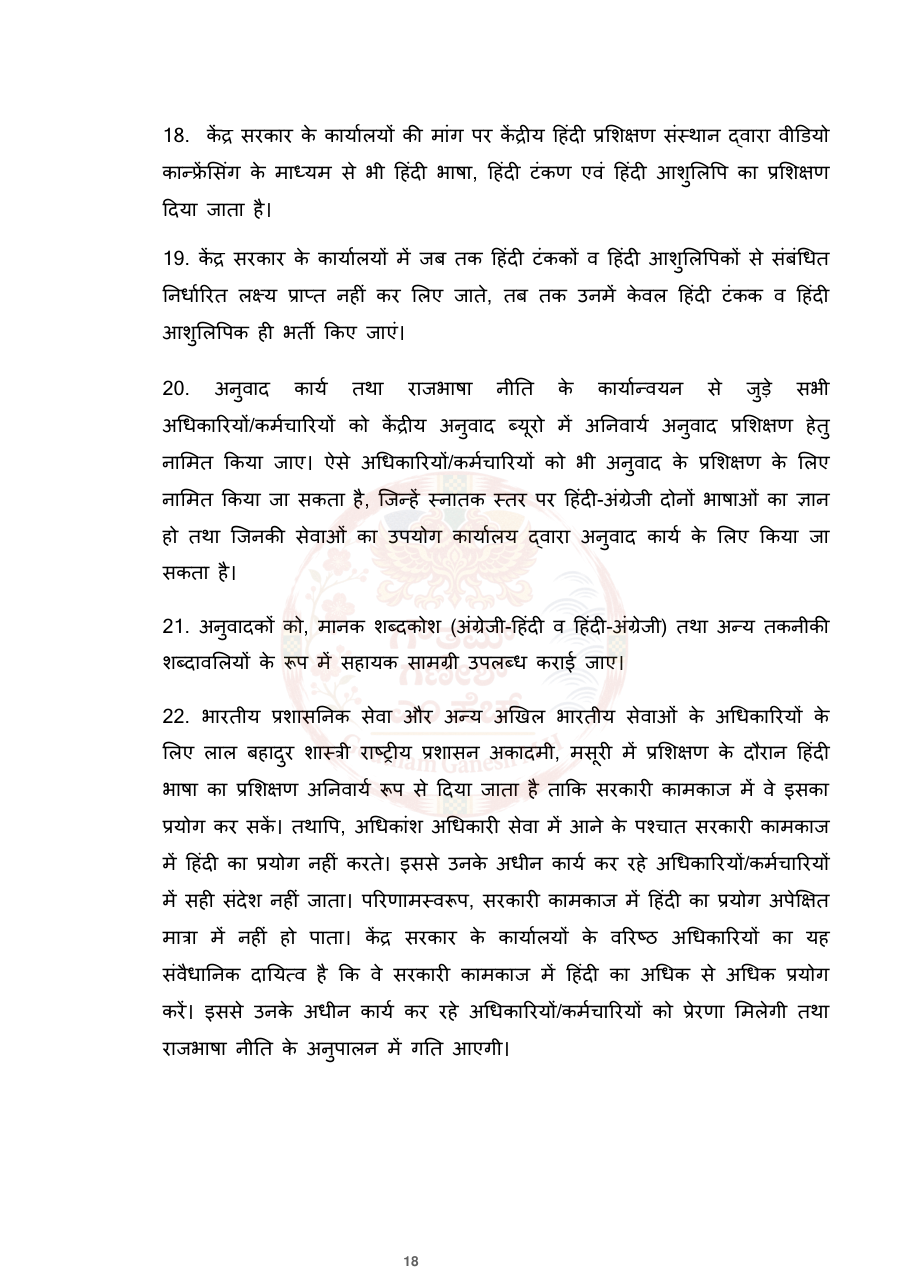 18. केंद्र सरकार के कार्यालयों की मांग पर केंद्रीय हिंदी प्रशिक्षण संस्थान द्वारा वीडियो
कान्फ्रेंसिंग के माध्यम से भी हिंदी भाषा, हिंदी टंकण एवं हिंदी आशुलिपि का प्रशिक्षण
दिया जाता है।
19. केंद्र सरकार के कार्यालयों में जब तक हिंदी टंककों व हिंदी आशुलिपिकों से संबंधित
निर्धारित लक्ष्य प्राप्त नहीं कर लिए जाते, तब तक उनमें केवल हिंदी टंकक व हिंदी
आशुलिपिक ही भर्ती किए जाएं।
20. अनुवाद कार्य तथा राजभाषा नीति के कार्यान्वयन से जुड़े सभी
अधिकारियों/कर्मचारियों को केंद्रीय अनुवाद ब्यूरो में अनिवार्य अनुवाद प्रशिक्षण हेतु
नामित किया जाए। ऐसे अधिकारियों/कर्मचारियों को भी अनुवाद के प्रशिक्षण के लिए
नामित किया जा सकता है, जिन्हें स्नातक स्तर पर हिंदी-अंग्रेजी दोनों भाषाओं का ज्ञान
हो तथा जिनकी सेवाओं का उपयोग कार्यालय द्वारा अनुवाद कार्य के लिए किया जा
सकता है।
21. अनुवादकों को, मानक शब्दकोश (अंग्रेजी-हिंदी व हिंदी-अंग्रेजी) तथा अन्य तकनीकी
शब्दावलियों के रूप में सहायक सामग्री उपलब्ध कराई जाए।
22. भारतीय प्रशासनिक सेवा और अन्य अखिल भारतीय सेवाओं के अधिकारियों के
लिए लाल बहादुर शास्त्री राष्ट्रीय प्रशासन अकादमी, मसूरी में प्रशिक्षण के दौरान हिंदी
भाषा का प्रशिक्षण अनिवार्य रूप से दिया जाता है ताकि सरकारी कामकाज में वे इसका
प्रयोग कर सकें। तथापि, अधिकांश अधिकारी सेवा में आने के पश्चात सरकारी कामकाज
में हिंदी का प्रयोग नहीं करते। इससे उनके अधीन कार्य कर रहे अधिकारियों/कर्मचारियों
में सही संदेश नहीं जाता। परिणामस्वरूप, सरकारी कामकाज में हिंदी का प्रयोग अपेक्षित
मात्रा में नहीं हो पाता। केंद्र सरकार के कार्यालयों के वरिष्ठ अधिकारियों का यह
संवैधानिक दायित्व है कि वे सरकारी कामकाज में हिंदी का अधिक से अधिक प्रयोग
करें। इससे उनके अधीन कार्य कर रहे अधिकारियों/कर्मचारियों को प्रेरणा मिलेगी तथा
राजभाषा नीति के अनुपालन में गति आएगी।
18